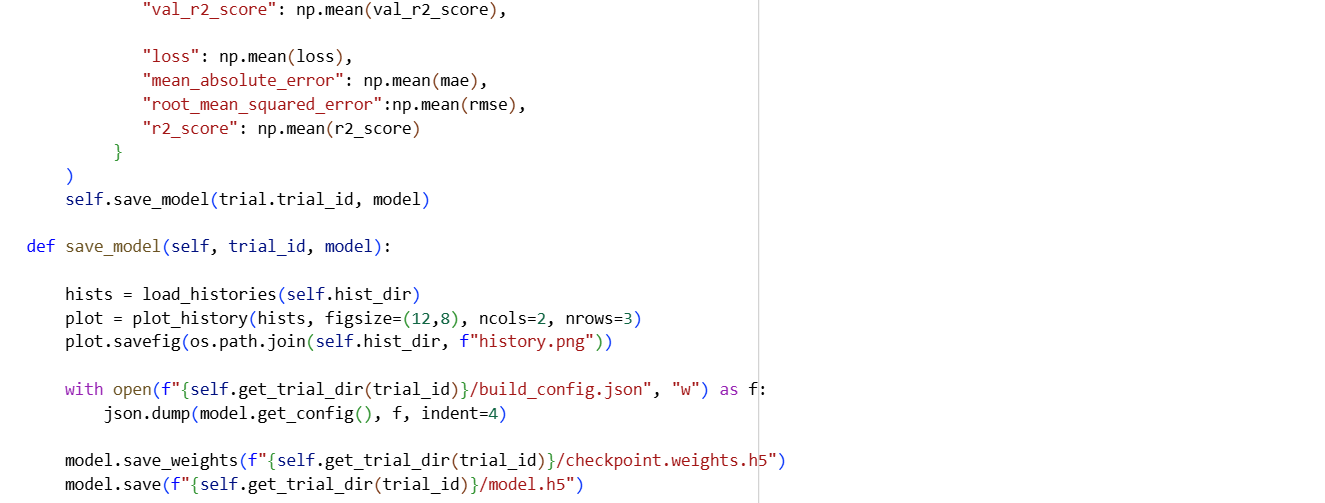 "val_r2_score": np.mean(val_r2_score),
"loss": np.mean(loss),
"mean_absolute_error": np.mean(mae),
"root_mean_squared_error":np.mean(rmse),
"r2_score": np.mean(r2_score)
}
)
self.save_model(trial.trial_id, model)
def save_model(self, trial_id, model):
hists = load_histories(self.hist_dir)
plot = plot_history(hists, figsize=(12,8), ncols=2, nrows=3)
plot.savefig(os.path.join(self.hist_dir, f"history.png"))
with open(f"{self.get_trial_dir(trial_id)}/build_config.json", "w") as f:
json.dump(model.get_config(), f, indent=4)
model.save_weights(f"{self.get_trial_dir(trial_id)}/checkpoint.weights.h5")
model.save(f"{self.get_trial_dir(trial_id)}/model.h5")